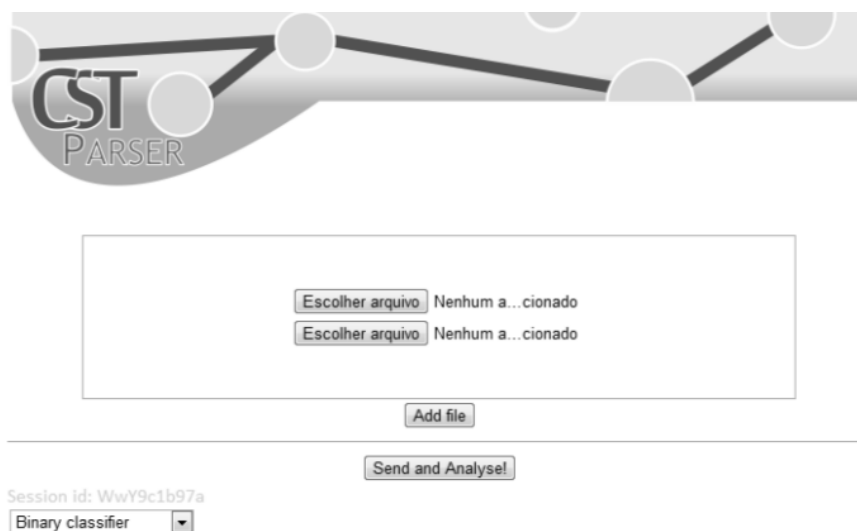 CST
PARSER
Escolher arquivo Nenhum a...cionado
Escolher arquivo Nenhum a...cionado
Add file
Send and Analyse!
Session id: WwY9c1b97a
Binary classifier